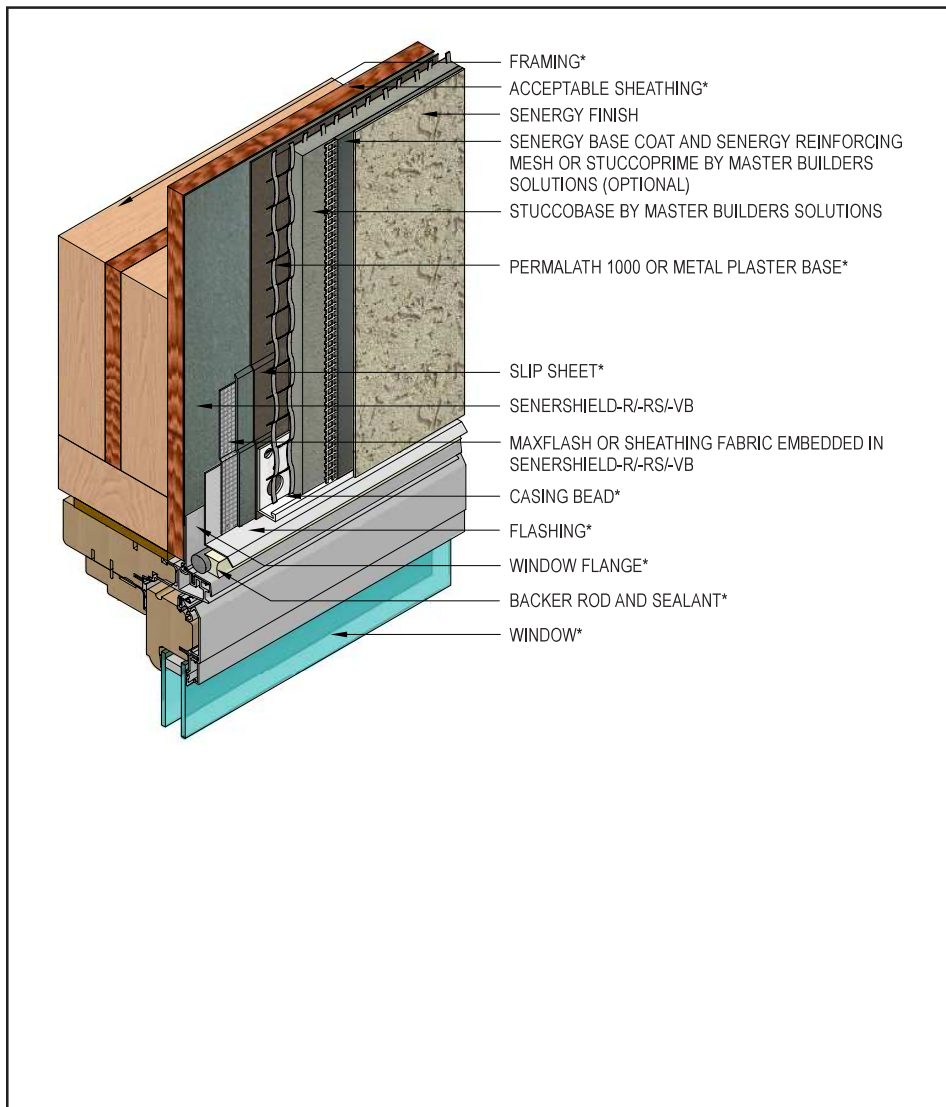 FRAMING*
ACCEPTABLE SHEATHING*
SENERGY FINISH
SENERGY BASE COAT AND SENERGY REINFORCING
MESH OR STUCCOPRIME BY MASTER BUILDERS
SOLUTIONS (OPTIONAL)
STUCCOBASE BY MASTER BUILDERS SOLUTIONS
PERMALATH 1000 OR METAL PLASTER BASE*
SLIP SHEET*
SENERSHIELD-R/-RS/-VB
MAXFLASH OR SHEATHING FABRIC EMBEDDED IN
SENERSHIELD-R/-RS/-VB
CASING BEAD*
FLASHING*
WINDOW FLANGE*
BACKER ROD AND SEALANT*
WINDOW*